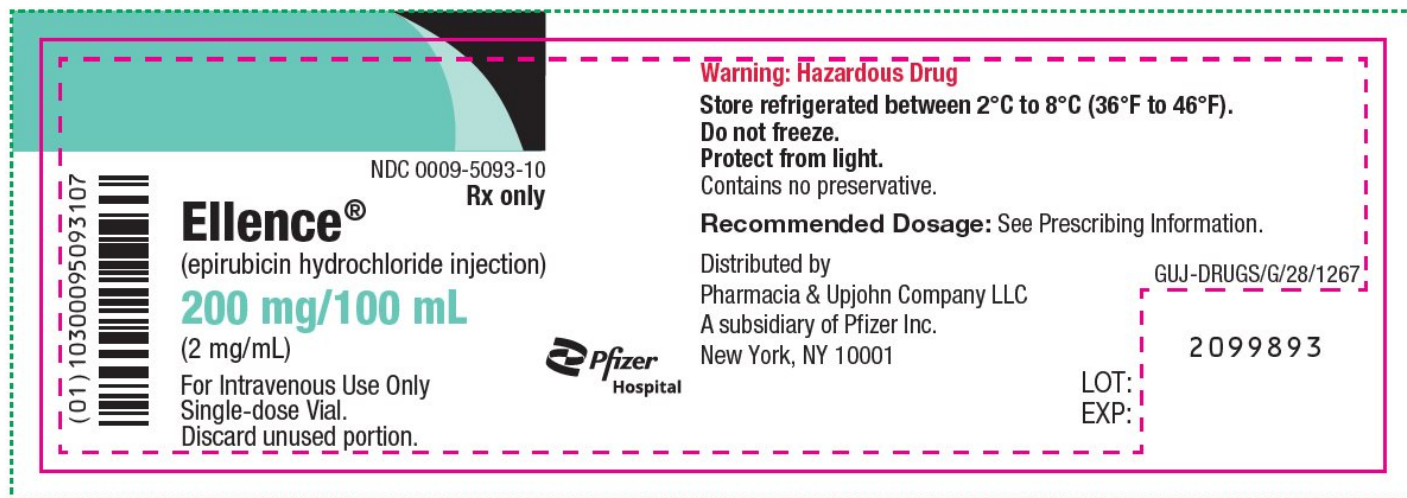 (01)10300095093107
NDC 0009-5093-10
Rx only
Ellence®
(epirubicin hydrochloride injection)
200 mg/100 mL
(2 mg/mL)
For Intravenous Use Only
Single-dose Vial.
Discard unused portion.
Pfizer
Hospital
Warning: Hazardous Drug
Store refrigerated between 2°C to 8°C (36°F to 46°F).
Do not freeze.
Protect from light.
Contains no preservative.
Recommended Dosage: See Prescribing Information.
Distributed by
Pharmacia & Upjohn Company LLC
A subsidiary of Pfizer Inc.
New York, NY 10001
GUJ-DRUGS/G/28/1267
2099893
LOT:
EXP: